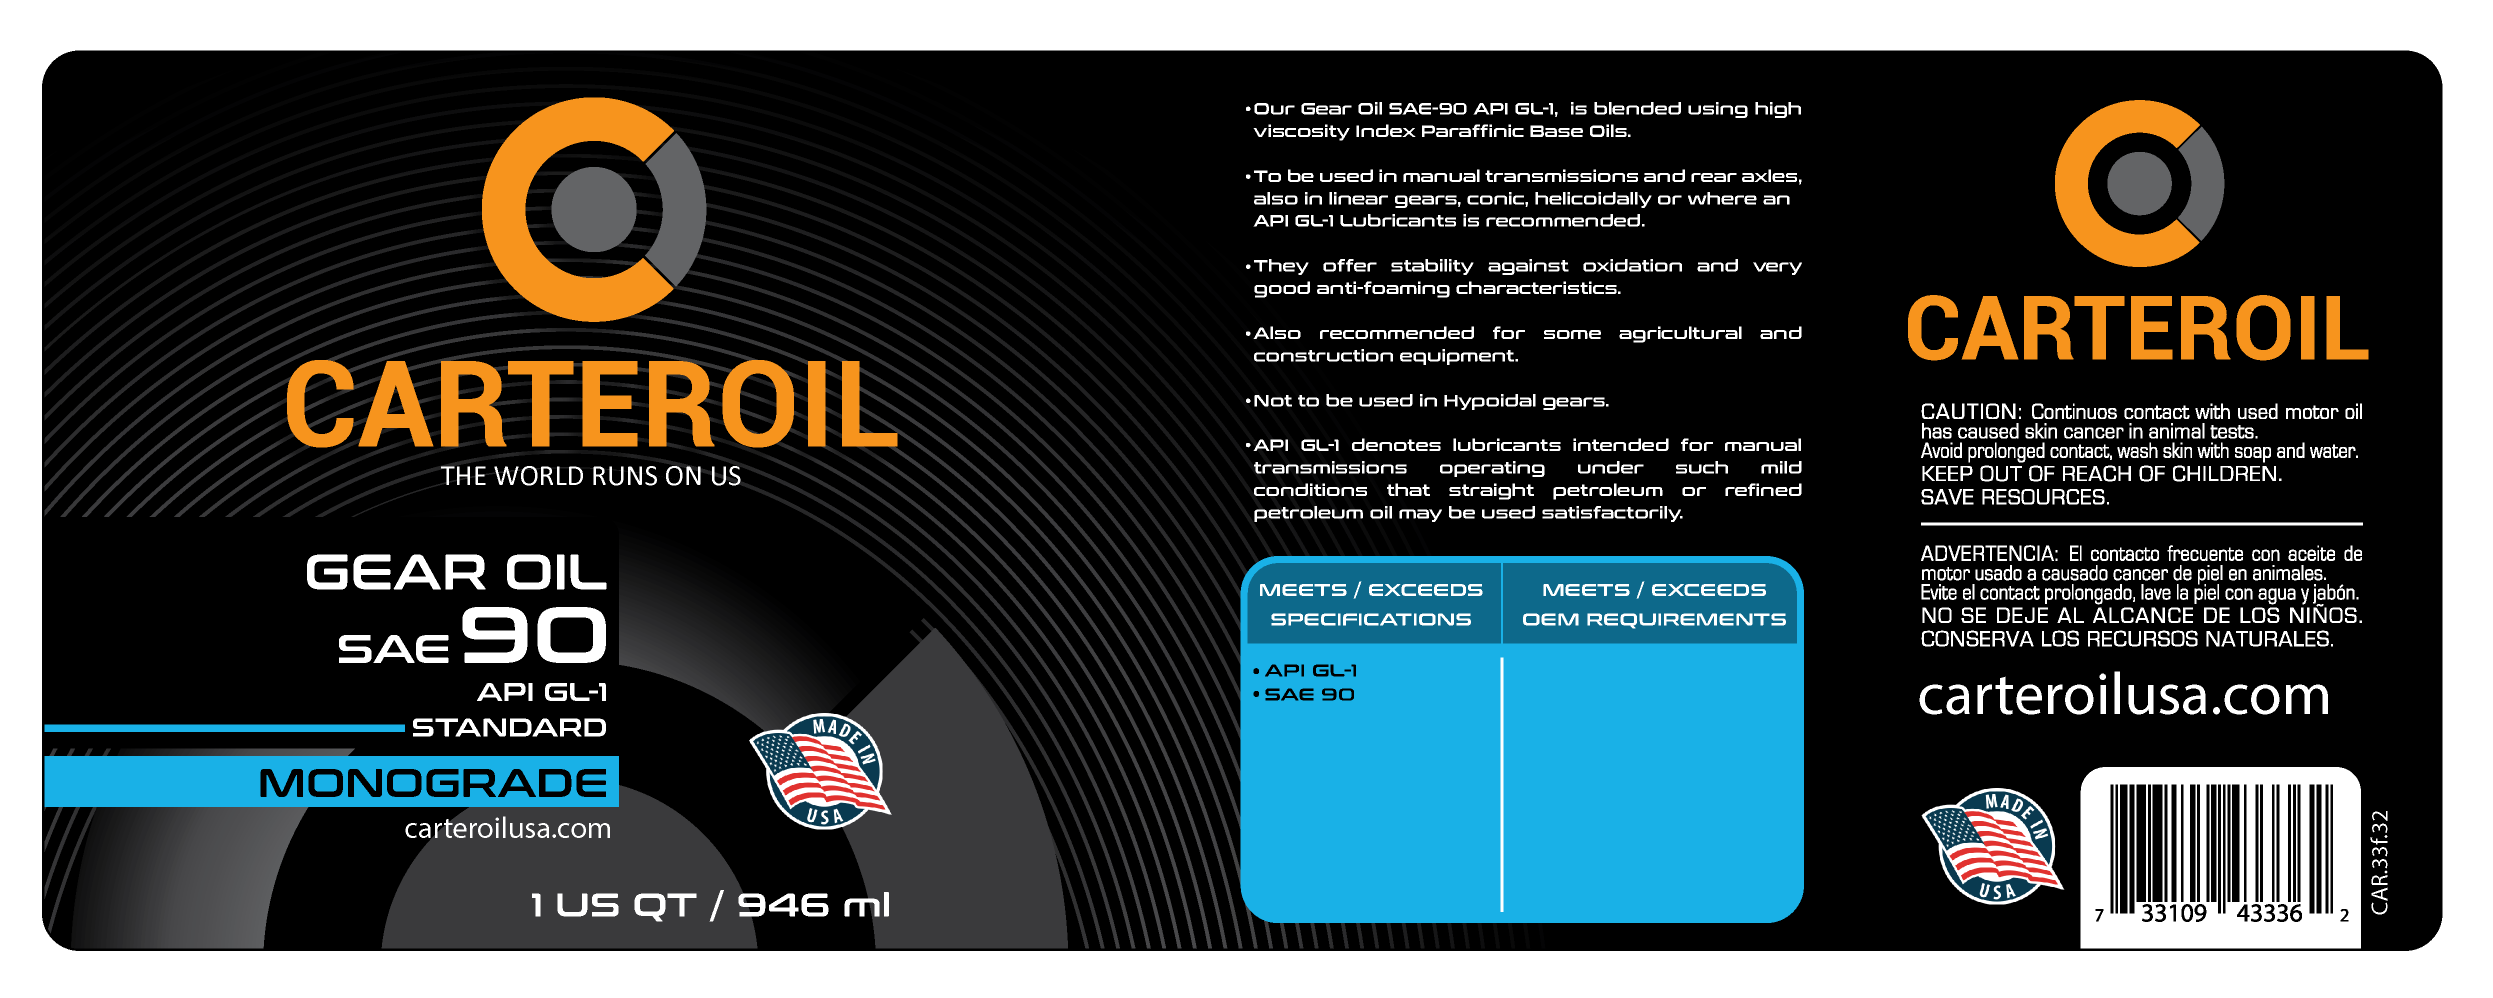 CARTEROIL
THE WORLD RUNS ON US
GEAR OIL
SAE 90
API GL-1
STANDARD
MONOGRADE
carteroilusa.com
MADE IN
USA
1 US QT / 946 ml
•Our Gear Oil SAE-90 API GL-1, is blended using high
viscosity Index Paraffinic Base Oils.
•To be used in manual transmissions and rear axles,
also in linear gears, conic, helicoidally or where an
API GL-1 Lubricants is recommended.
•They offer stability against oxidation and very
good anti-foaming characteristics.
•Also recommended for some agricultural and
construction equipment.
•Not to be used in Hypoidal gears.
•API GL-1 denotes lubricants intended for manual
transmissions operating under such mild
conditions that straight petroleum or refined
petroleum oil may be used satisfactorily.
MEETS / EXCEEDS
SPECIFICATIONS
MEETS / EXCEEDS
OEM REQUIREMENTS
• API GL-1
• SAE 90
CARTEROIL
CAUTION: Continuos contact with used motor oil
has caused skin cancer in animal tests.
Avoid prolonged contact, wash skin with soap and water.
KEEP OUT OF REACH OF CHILDREN.
SAVE RESOURCES.
ADVERTENCIA: El contacto frecuente con aceite de
motor usado a causado cancer de piel en animales.
Evite el contact prolongado, lave la piel con agua y jabón.
NO SE DEJE AL ALCANCE DE LOS NIÑOS.
CONSERVA LOS RECURSOS NATURALES.
carteroilusa.com
MADE IN
USA
7 33109 43336 2
CAR.33f.32